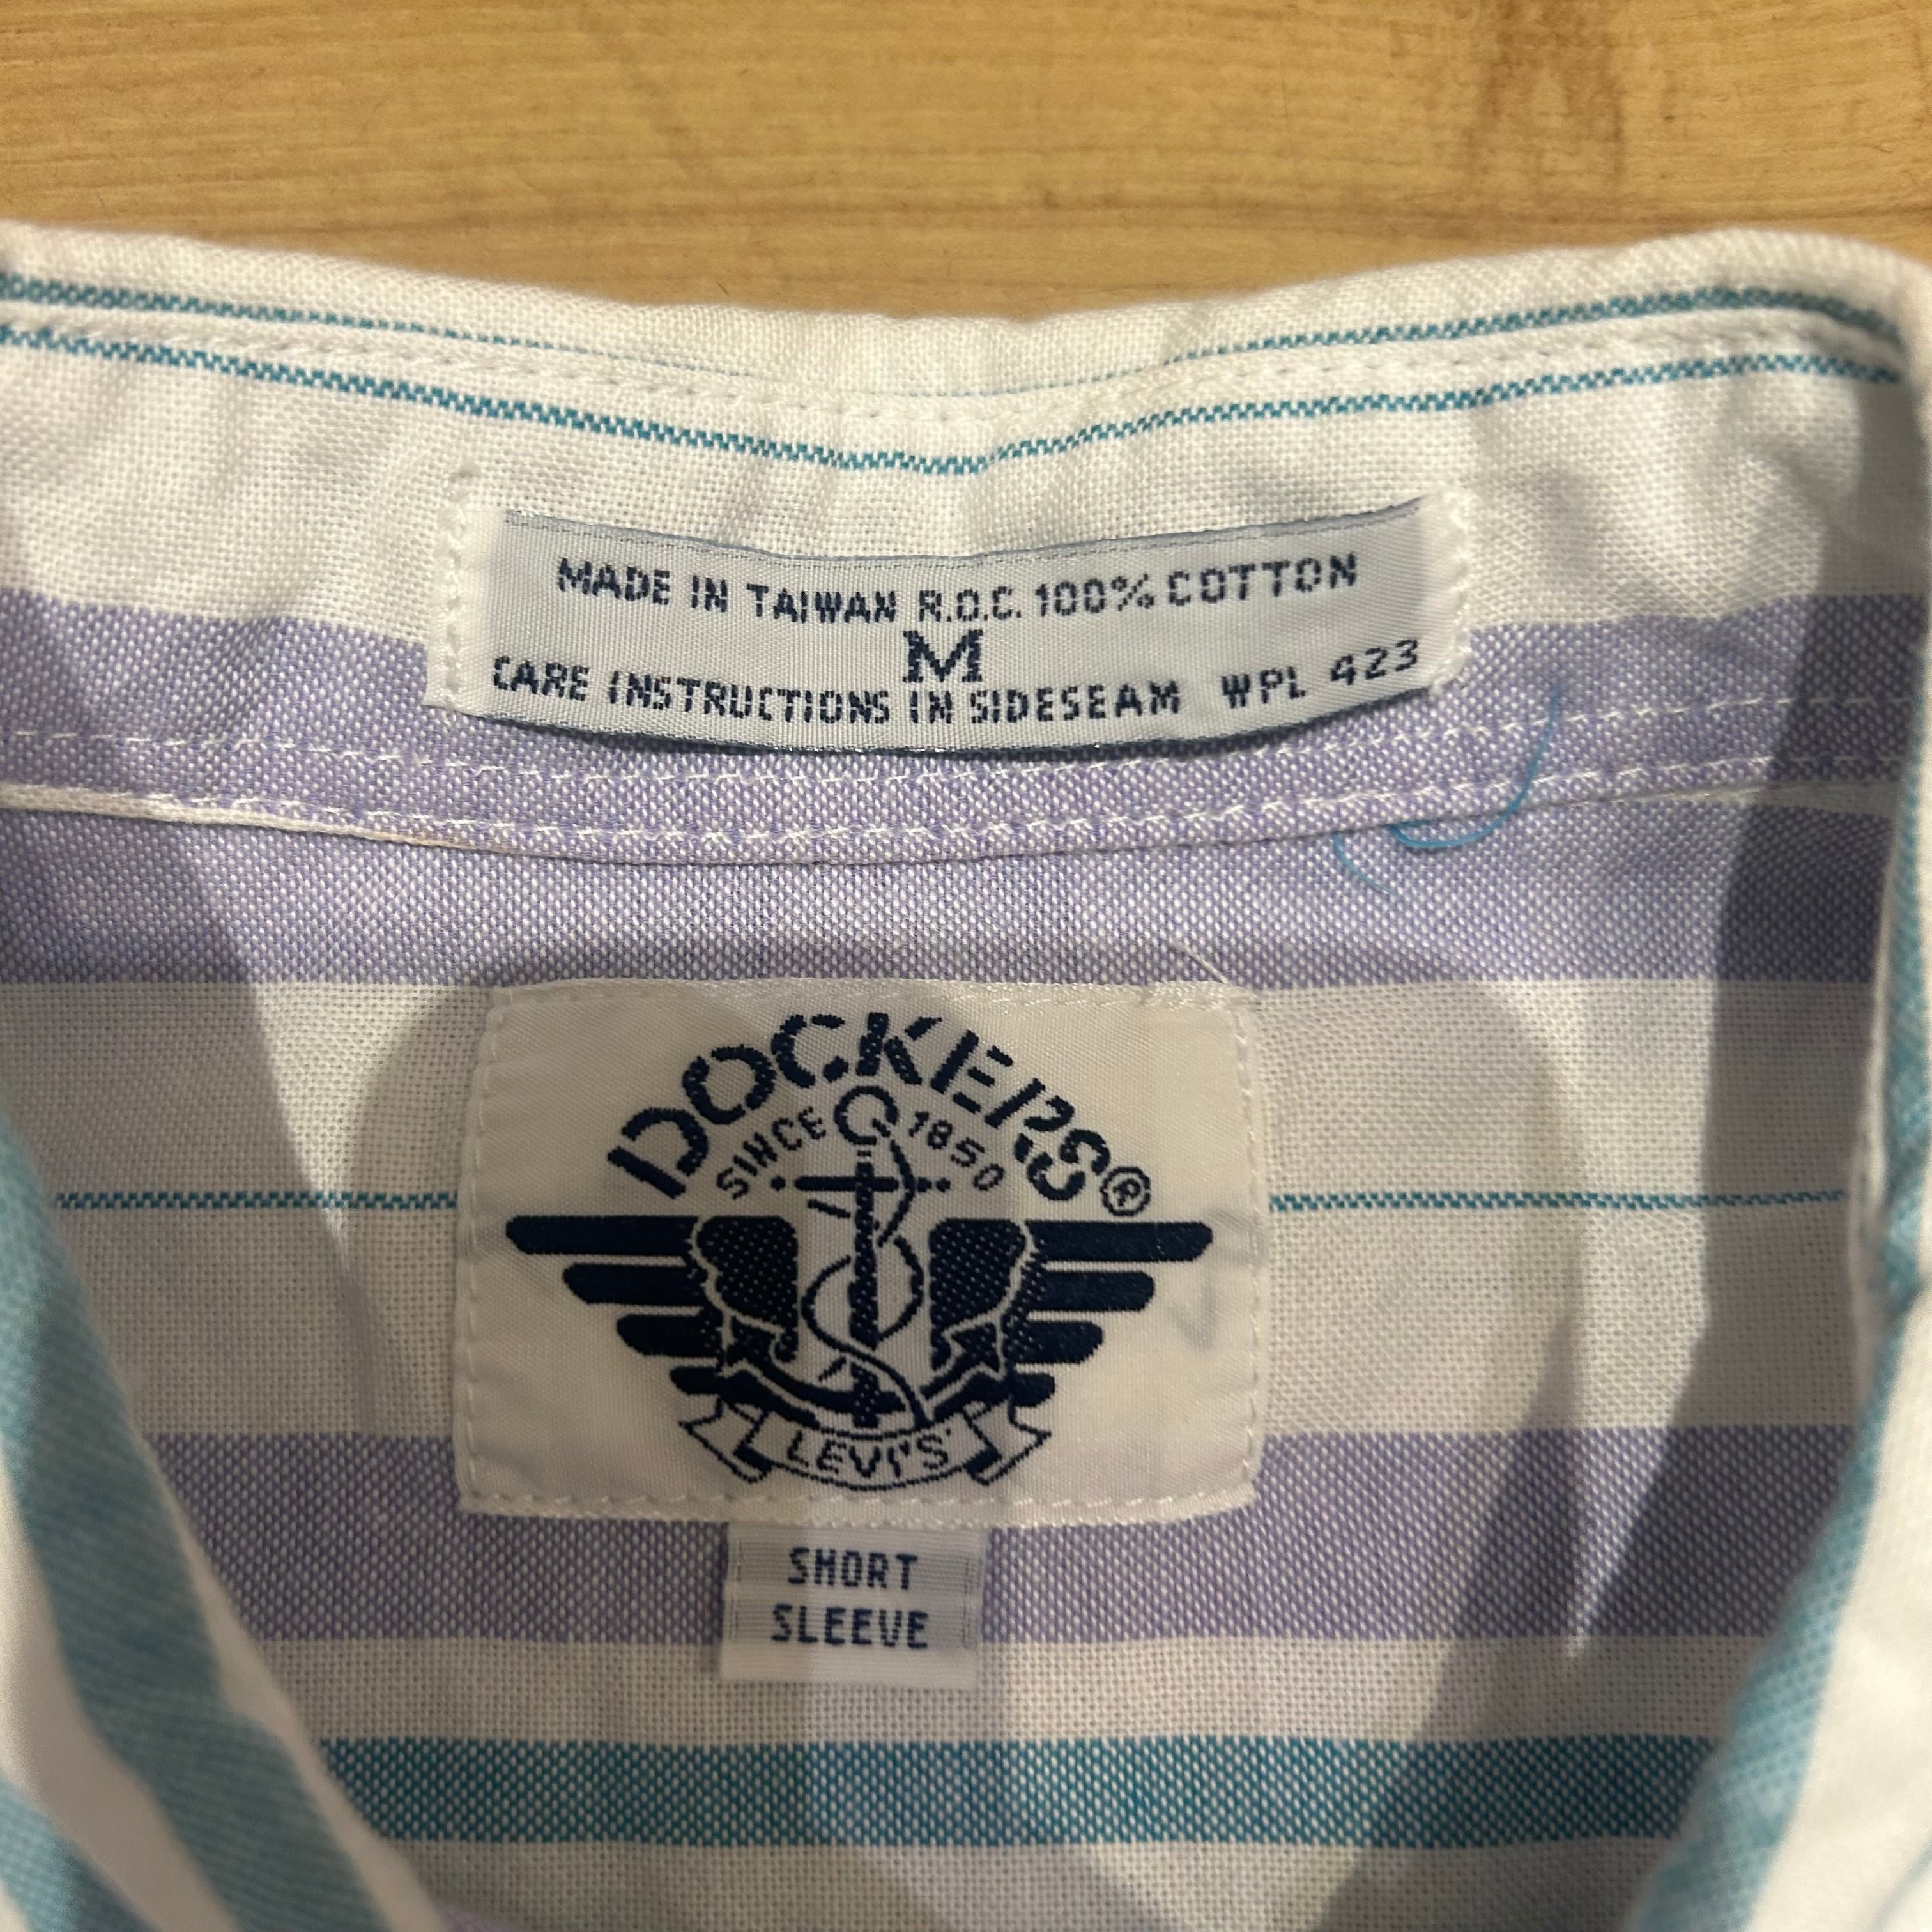 MADE IN TAIWAN R.O.C. 100% COTTON
M
CARE INSTRUCTIONS IN SIDESEAM WPL 423
DOCKERS®
SINCE 1850
LEVI'S
SHORT
SLEEVE